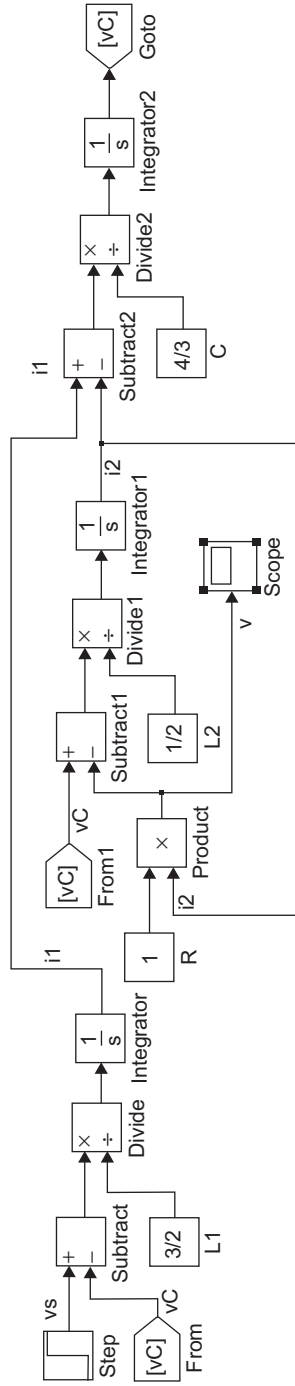 vs
Step
[vC]
From
vC
+
−
Subtract
3/2
L1
×
÷
Divide
1
s
Integrator
i1
[vC]
From1
vC
1
R
i2
×
Product
+
−
Subtract1
1/2
L2
×
÷
Divide1
1
s
Integrator1
i2
v
Scope
i1
+
−
Subtract2
4/3
C
×
÷
Divide2
1
s
Integrator2
[vC]
Goto